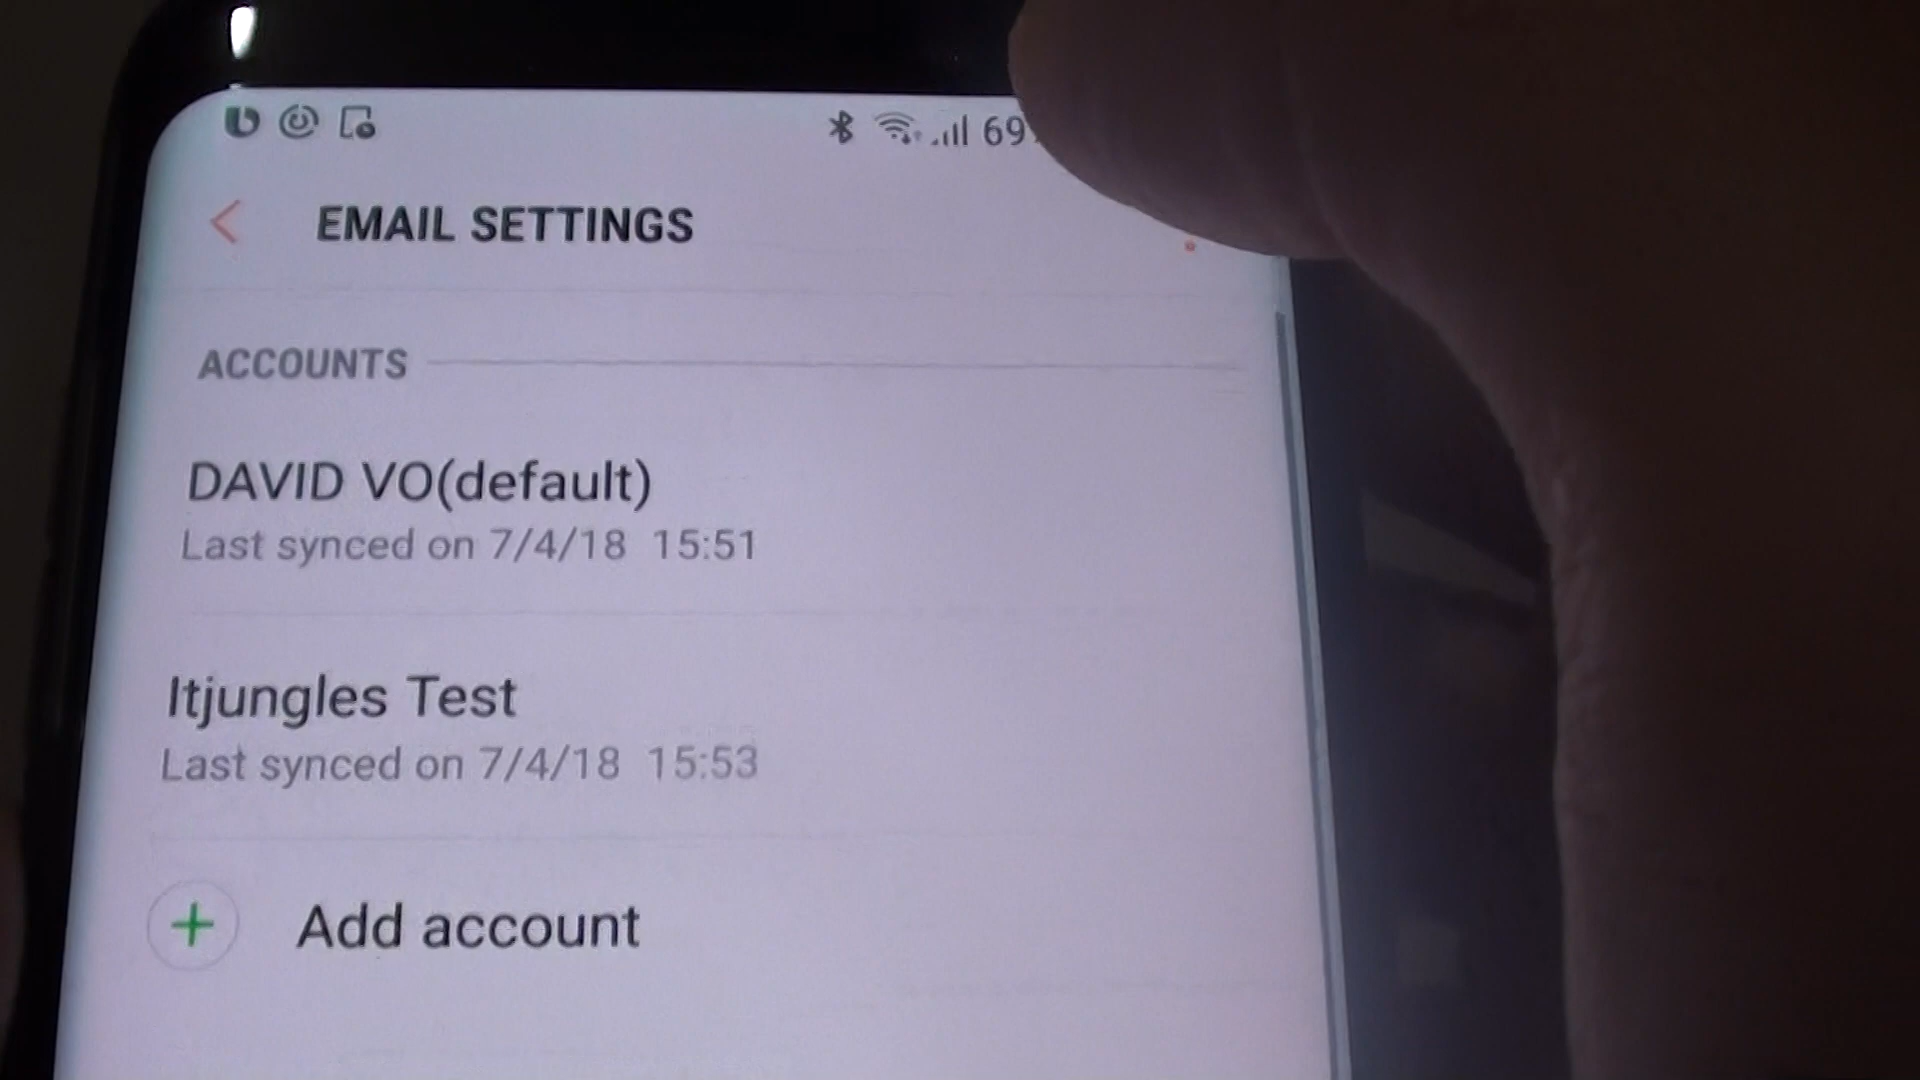 69
EMAIL SETTINGS
ACCOUNTS
DAVID VO(default)
Last synced on 7/4/18 15:51
Itjungles Test
Last synced on 7/4/18 15:53
Add account